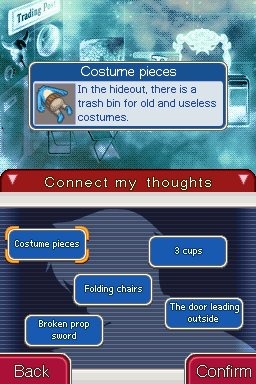 Trading Post
Costume pieces
In the hideout, there is a
trash bin for old and useless
costumes.
Connect my thoughts
Costume pieces
3 cups
Folding chairs
The door leading
outside
Broken prop
sword
Back
Confirm